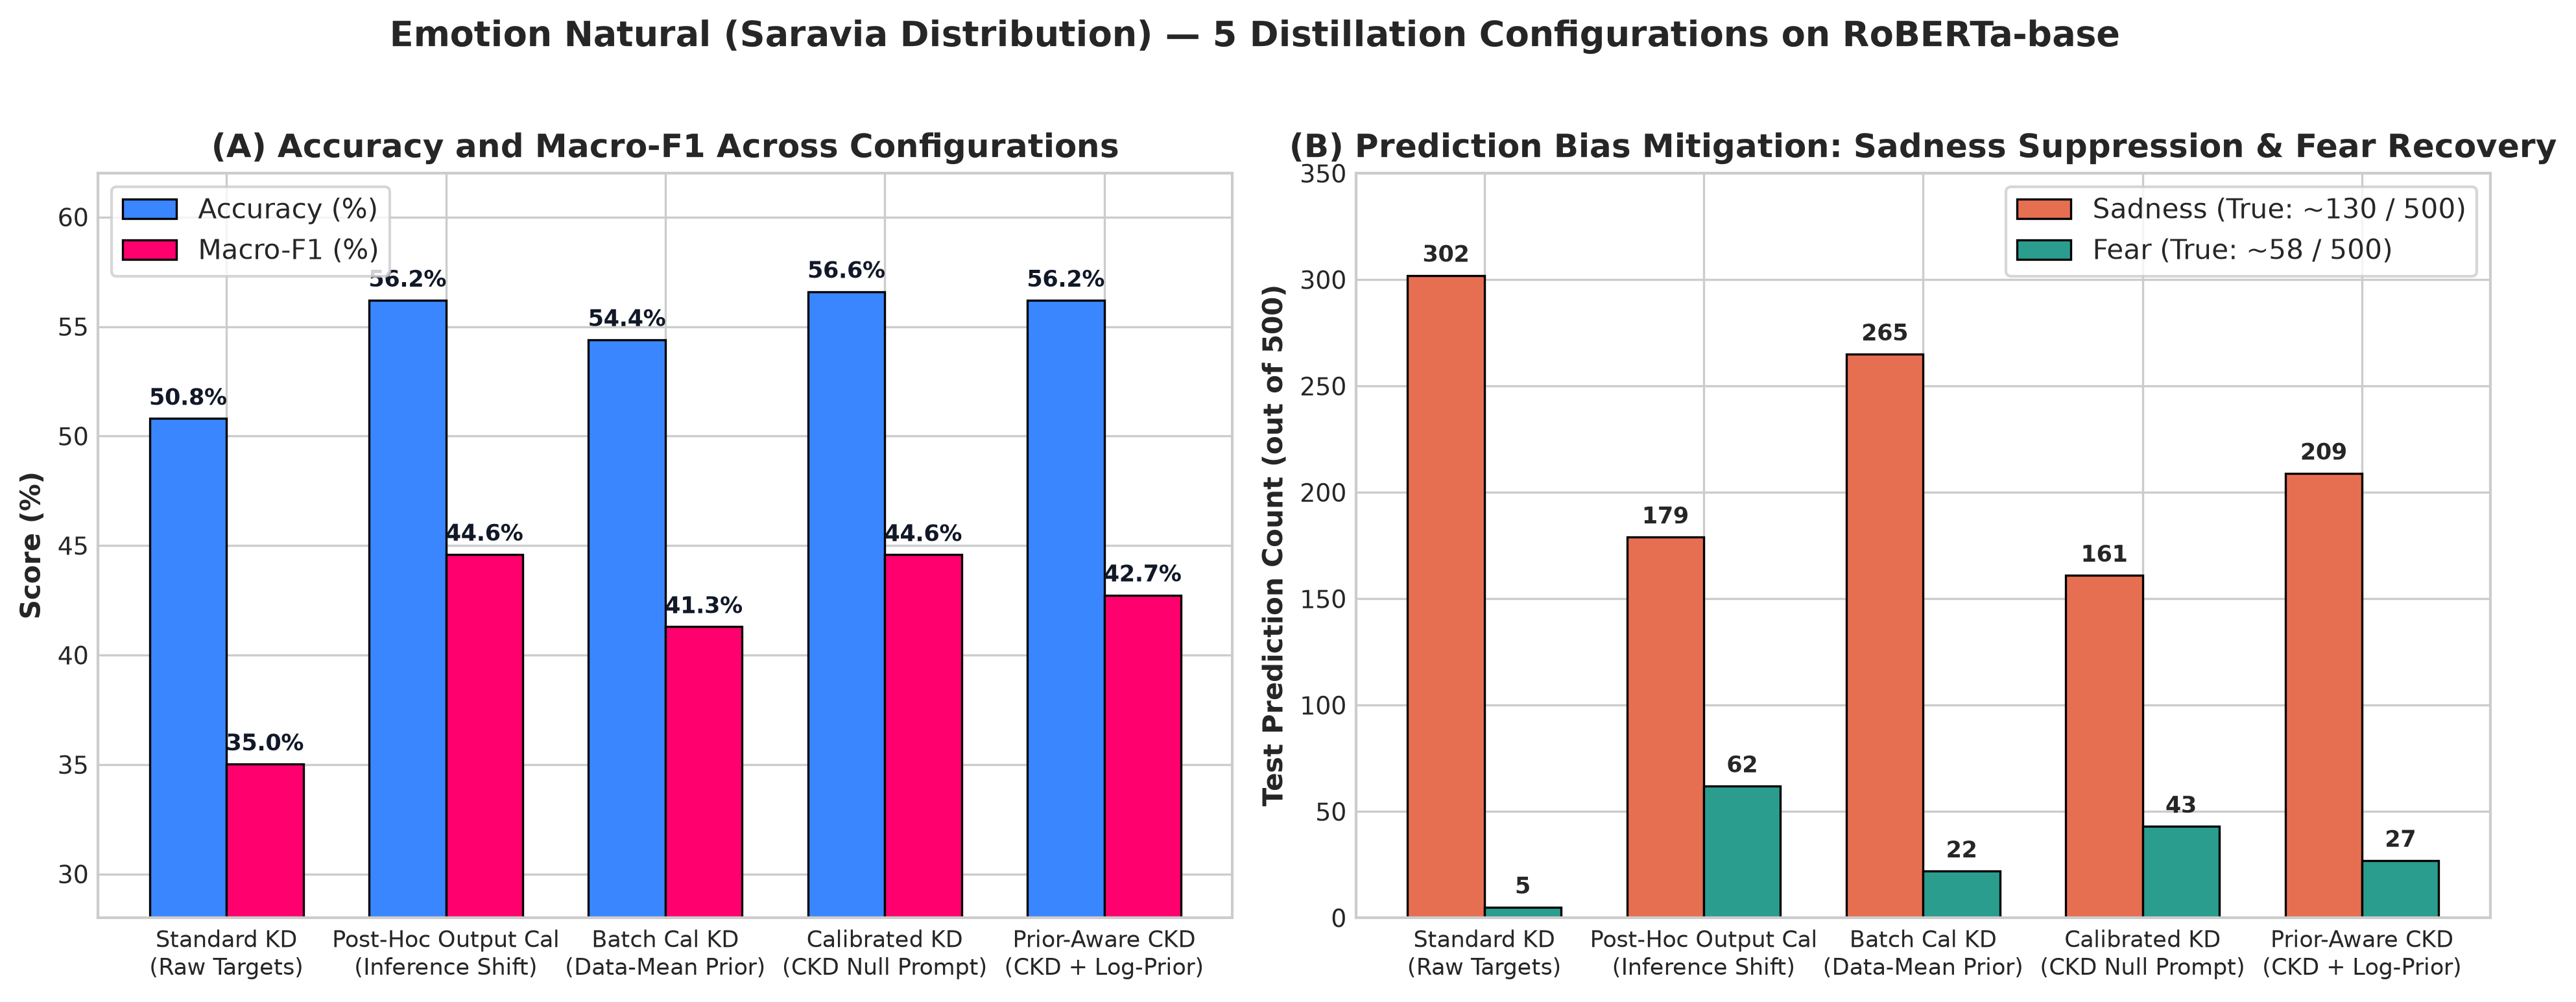 Emotion Natural (Saravia Distribution) — 5 Distillation Configurations on RoBERTa-base
(A) Accuracy and Macro-F1 Across Configurations
Accuracy (%)
Macro-F1 (%)
Score (%)
60
55
50
45
40
35
30
50.8%
35.0%
56.2%
44.6%
54.4%
41.3%
56.6%
44.6%
56.2%
42.7%
Standard KD
(Raw Targets)
Post-Hoc Output Cal
(Inference Shift)
Batch Cal KD
(Data-Mean Prior)
Calibrated KD
(CKD Null Prompt)
Prior-Aware CKD
(CKD + Log-Prior)
(B) Prediction Bias Mitigation: Sadness Suppression & Fear Recovery
Sadness (True: ~130 / 500)
Fear (True: ~58 / 500)
Test Prediction Count (out of 500)
350
300
250
200
150
100
50
0
302
5
179
62
265
22
161
43
209
27
Standard KD
(Raw Targets)
Post-Hoc Output Cal
(Inference Shift)
Batch Cal KD
(Data-Mean Prior)
Calibrated KD
(CKD Null Prompt)
Prior-Aware CKD
(CKD + Log-Prior)